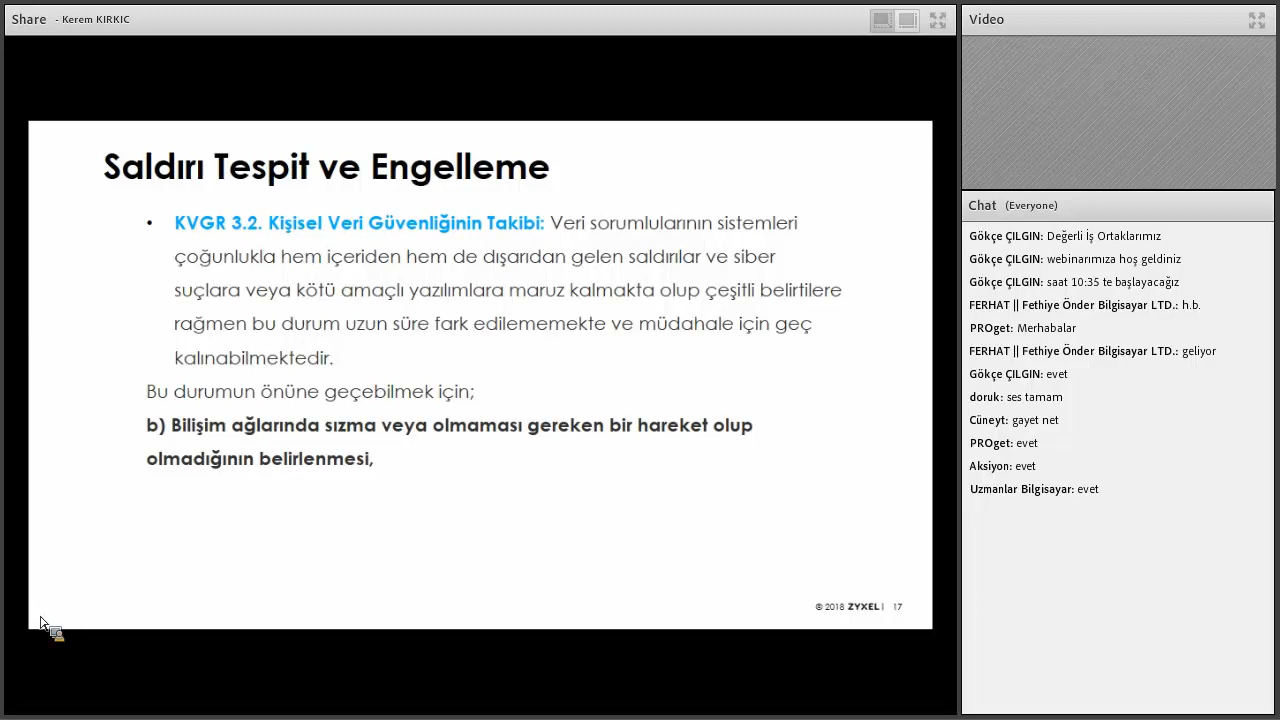 Share - Kerem KIRKIC
Saldırı Tespit ve Engelleme
• KVGR 3.2. Kişisel Veri Güvenliğinin Takibi: Veri sorumlularının sistemleri
çoğunlukla hem içeriden hem de dışarıdan gelen saldırılar ve siber
suçlara veya kötü amaçlı yazılımlara maruz kalmakta olup çeşitli belirtilere
rağmen bu durum uzun süre fark edilememekte ve müdahale için geç
kalınabilmektedir.
Bu durumun önüne geçebilmek için;
b) Bilişim ağlarında sızma veya olmaması gereken bir hareket olup
olmadığının belirlenmesi,
© 2018 ZYXEL | 17
Video
Chat (Everyone)
Gökçe ÇILGIN: Değerli İş Ortaklarımız
Gökçe ÇILGIN: webinarımıza hoş geldiniz
Gökçe ÇILGIN: saat 10:35 te başlayacağız
FERHAT || Fethiye Önder Bilgisayar LTD.: h.b.
PROget: Merhabalar
FERHAT || Fethiye Önder Bilgisayar LTD.: geliyor
Gökçe ÇILGIN: evet
doruk: ses tamam
Cüneyt: gayet net
PROget: evet
Aksiyon: evet
Uzmanlar Bilgisayar: evet